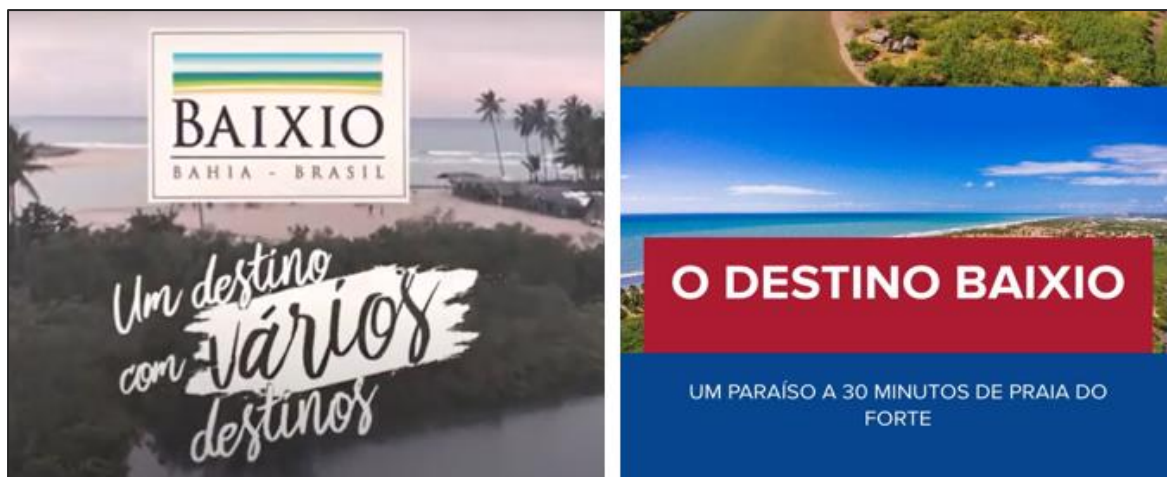 BAIXIO
BAHIA - BRASIL
Um destino
com vários
destinos
O DESTINO BAIXIO
UM PARAÍSO A 30 MINUTOS DE PRAIA DO
FORTE